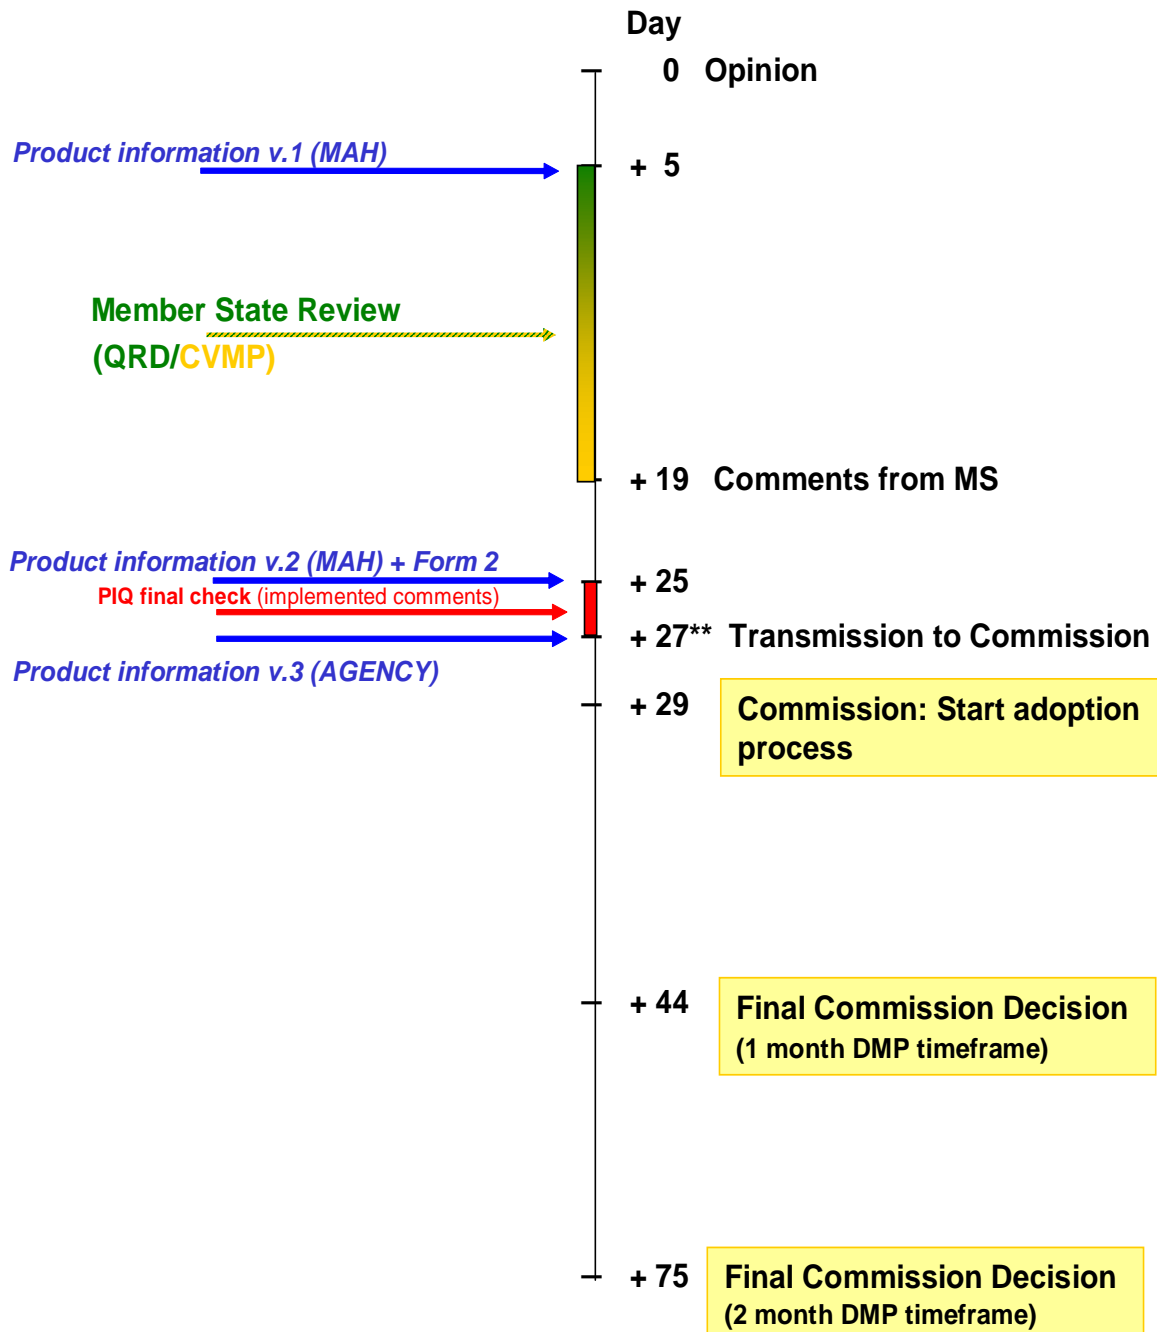 Day
0 Opinion
Product information v.1 (MAH)
+ 5
Member State Review
(QRD/CVMP)
+ 19 Comments from MS
Product information v.2 (MAH) + Form 2
+ 25
PIQ final check (implemented comments)
+ 27** Transmission to Commission
Product information v.3 (AGENCY)
+ 29
Commission: Start adoption
process
+ 44
Final Commission Decision
(1 month DMP timeframe)
+ 75
Final Commission Decision
(2 month DMP timeframe)